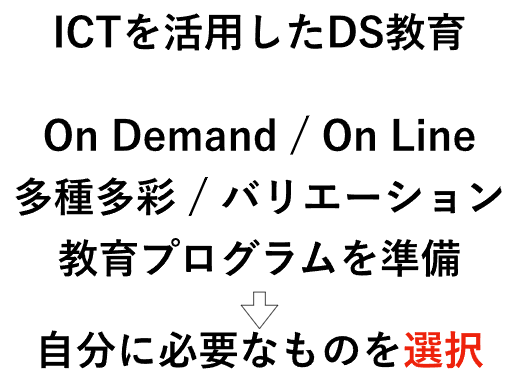 ICTを活用したDS教育
On Demand / On Line
多種多彩 / バリエーション
教育プログラムを準備
自分に必要なものを選択